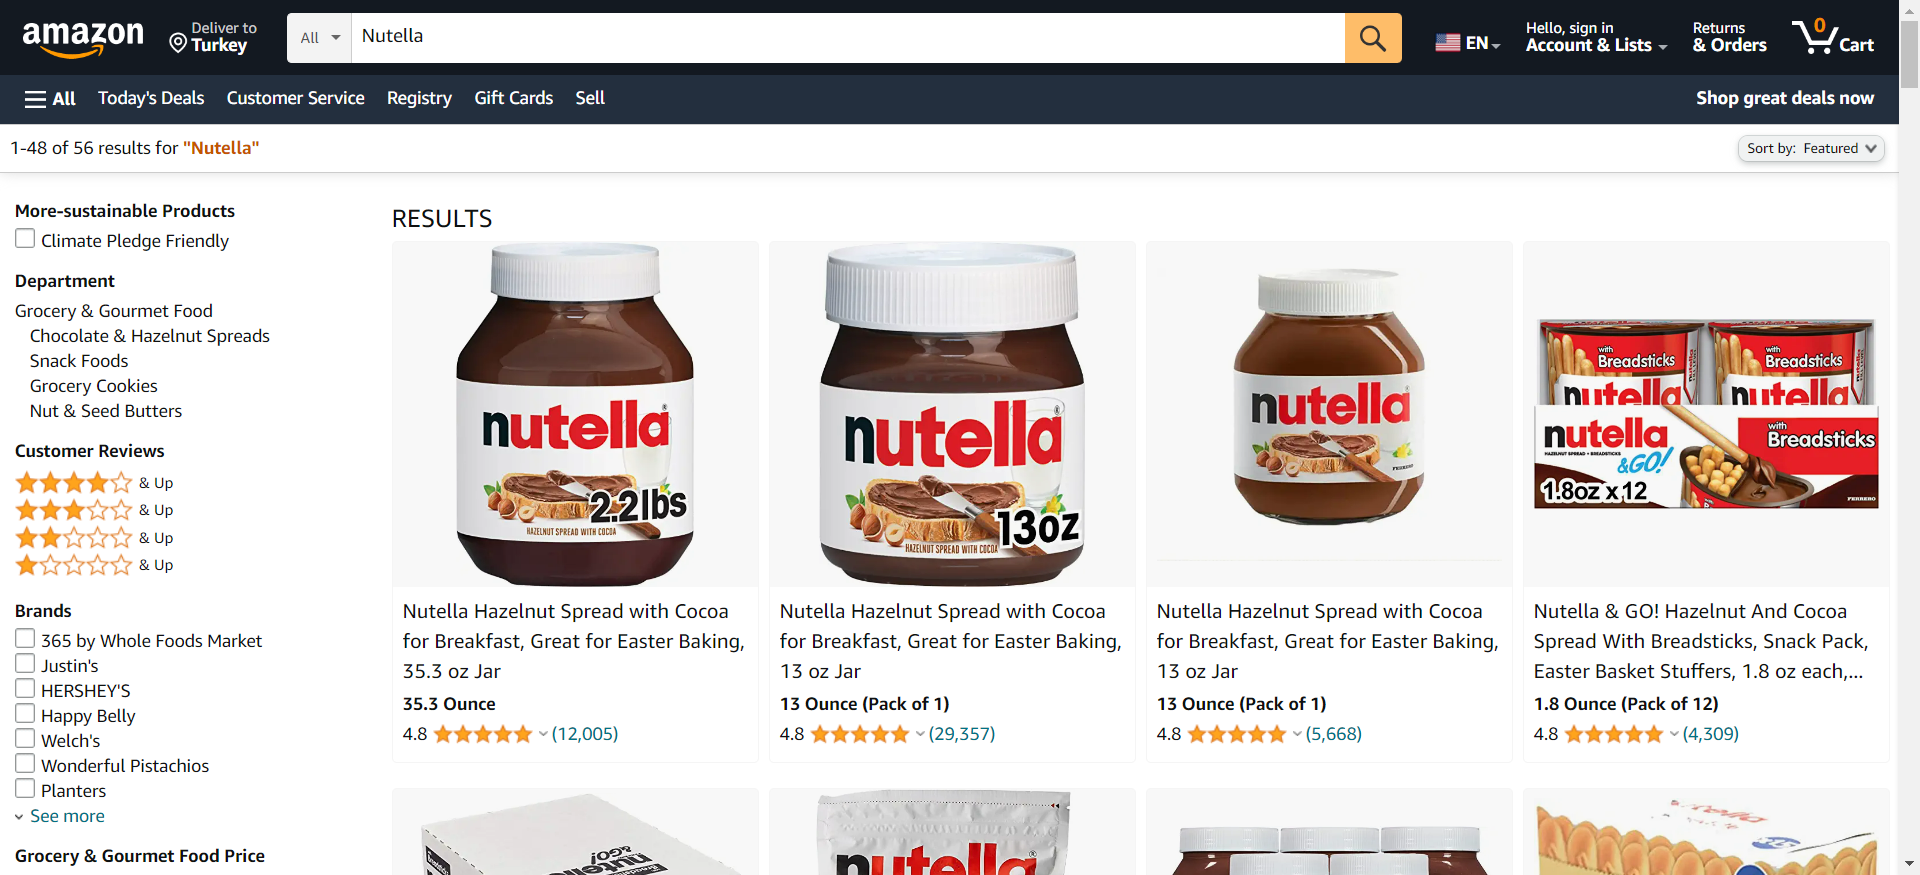 amazon
Deliver to
Turkey
All
Nutella
EN
Hello, sign in
Account & Lists
Returns
& Orders
0
Cart
All
Today's Deals
Customer Service
Registry
Gift Cards
Sell
Shop great deals now
1-48 of 56 results for "Nutella"
Sort by: Featured
More-sustainable Products
Climate Pledge Friendly
Department
Grocery & Gourmet Food
Chocolate & Hazelnut Spreads
Snack Foods
Grocery Cookies
Nut & Seed Butters
Customer Reviews
& Up
& Up
& Up
& Up
Brands
365 by Whole Foods Market
Justin's
HERSHEY'S
Happy Belly
Welch's
Wonderful Pistachios
Planters
See more
Grocery & Gourmet Food Price
RESULTS
nutella
2.2lbs
HAZELNUT SPREAD WITH COCOA
Nutella Hazelnut Spread with Cocoa
for Breakfast, Great for Easter Baking,
35.3 oz Jar
35.3 Ounce
4.8 (12,005)
nutella
13oz
HAZELNUT SPREAD WITH COCOA
Nutella Hazelnut Spread with Cocoa
for Breakfast, Great for Easter Baking,
13 oz Jar
13 Ounce (Pack of 1)
4.8 (29,357)
nutella
FERRERO
Nutella Hazelnut Spread with Cocoa
for Breakfast, Great for Easter Baking,
13 oz Jar
13 Ounce (Pack of 1)
4.8 (5,668)
with
Breadsticks
nutella
with
Breadsticks
nutella
nutella
&GO!
HAZELNUT SPREAD + BREADSTICKS
with
Breadsticks
1.8oz x 12
FERRERO
Nutella & GO! Hazelnut And Cocoa
Spread With Breadsticks, Snack Pack,
Easter Basket Stuffers, 1.8 oz each,...
1.8 Ounce (Pack of 12)
4.8 (4,309)
nutella
&GO!
nutella
nutella